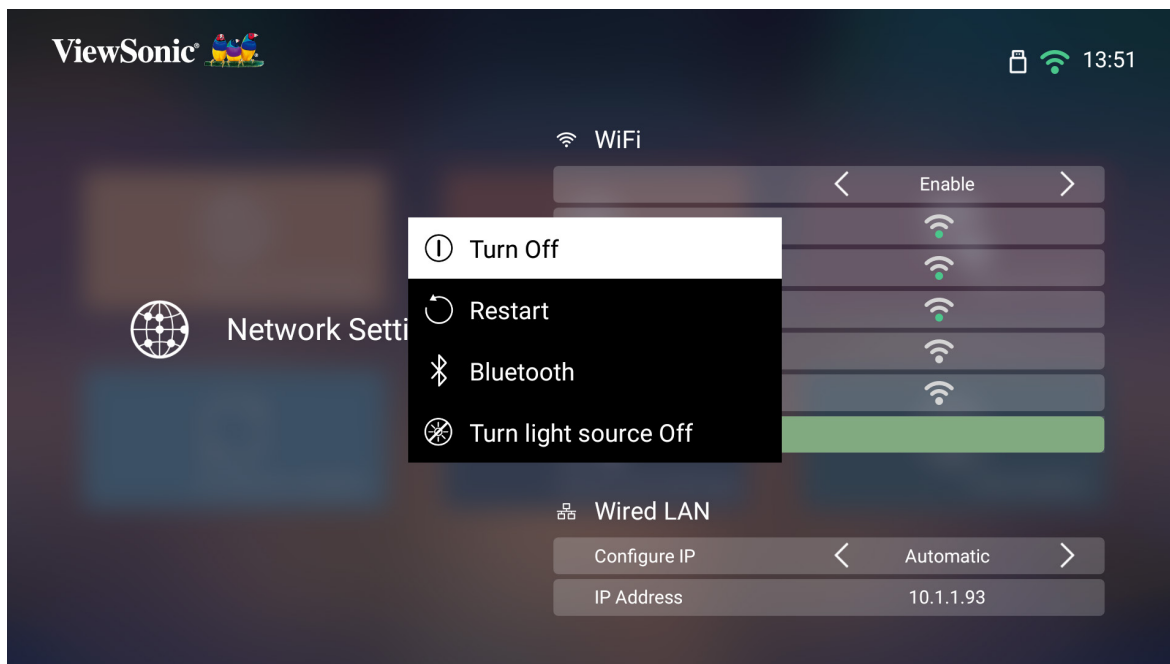 ViewSonic
13:51
WiFi
Enable
Turn Off
Restart
Network Setti
Bluetooth
Turn light source Off
Wired LAN
Configure IP
Automatic
IP Address
10.1.1.93